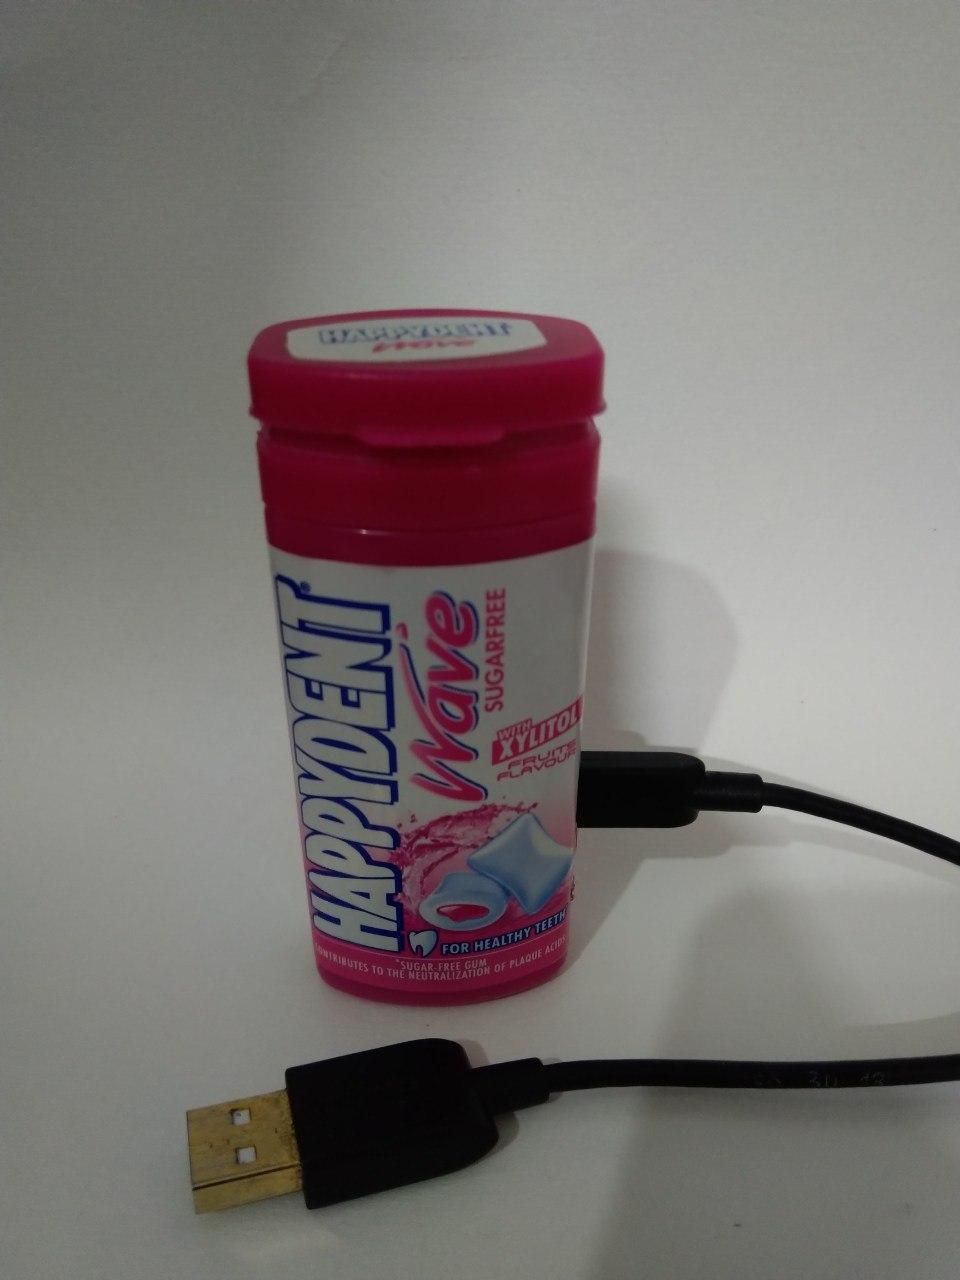 HAPPYDENT
Wave
HAPPYDENT®
Wave
SUGARFREE
WITH
XYLITOL
FRUIT
FLAVOUR
FOR HEALTHY TEETH
*SUGAR-FREE GUM
CONTRIBUTES TO THE NEUTRALIZATION OF PLAQUE ACIDS